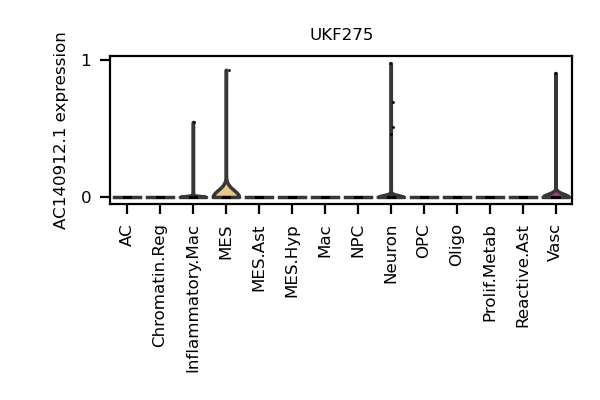 UKF275
AC140912.1 expression
1
0
AC
Chromatin.Reg
Inflammatory.Mac
MES
MES.Ast
MES.Hyp
Mac
NPC
Neuron
OPC
Oligo
Prolif.Metab
Reactive.Ast
Vasc